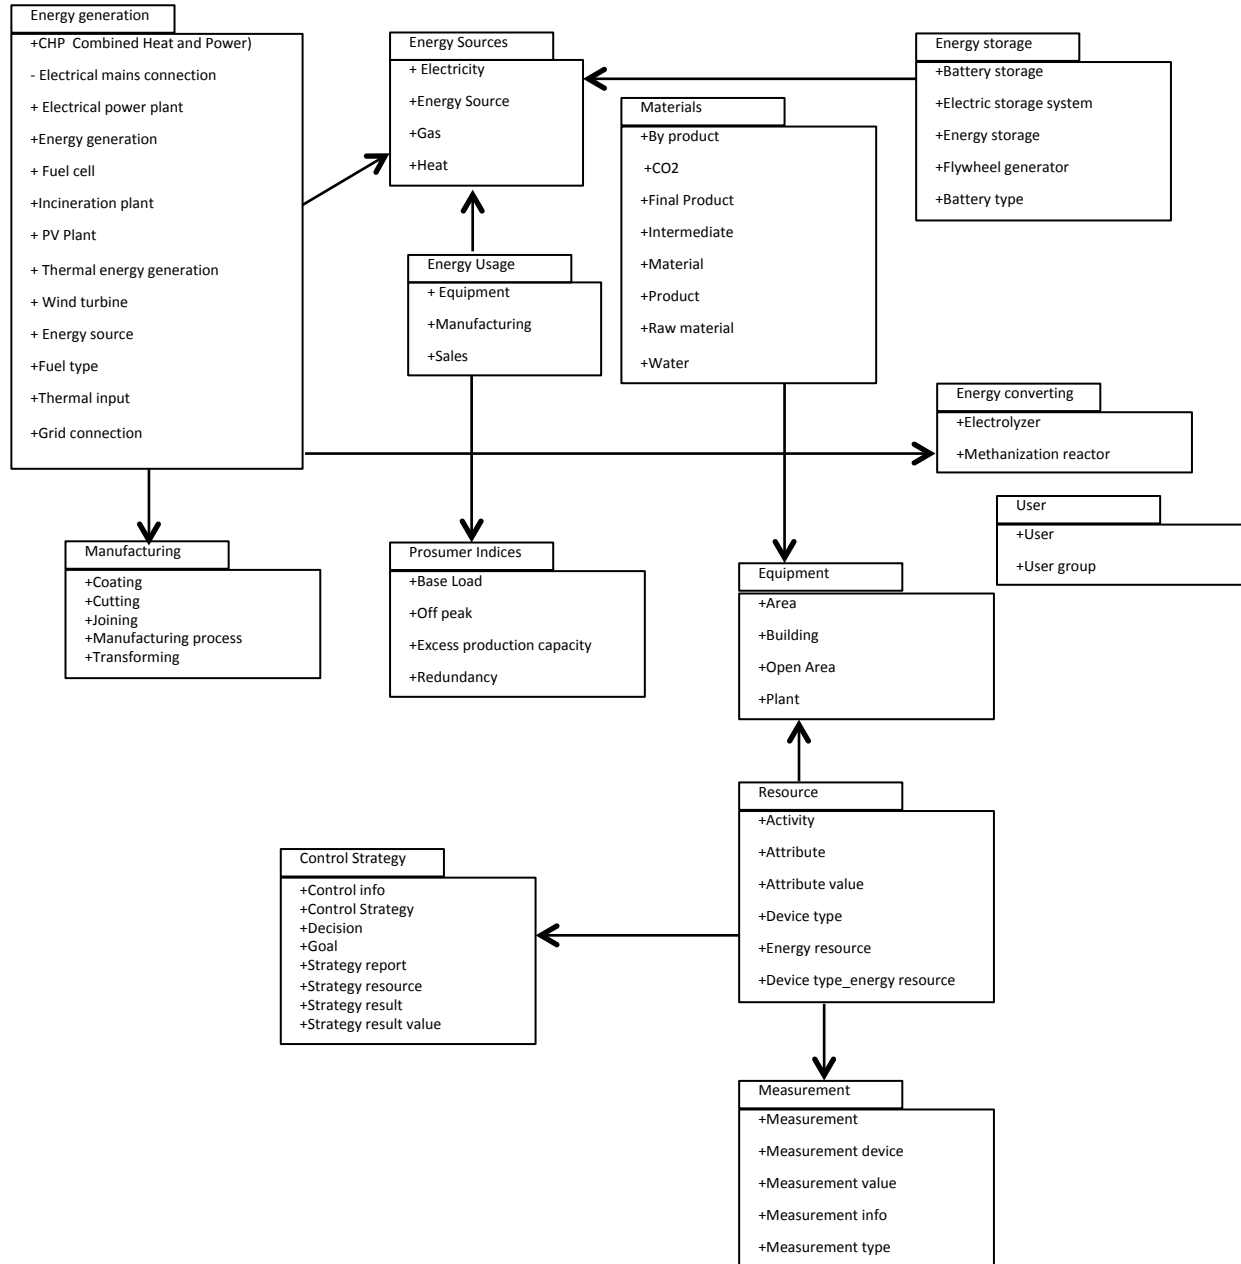 Energy generation
+CHP  Combined Heat and Power)
- Electrical mains connection
+ Electrical power plant
+Energy generation
+ Fuel cell
+Incineration plant
+ PV Plant
+ Thermal energy generation
+ Wind turbine
+ Energy source
+Fuel type
+Thermal input
+Grid connection
Energy Sources
+ Electricity
+Energy Source
+Gas
+Heat
Energy storage
+Battery storage
+Electric storage system
+Energy storage
+Flywheel generator
+Battery type
Materials
+By product
+CO2
+Final Product
+Intermediate
+Material
+Product
+Raw material
+Water
Energy Usage
+ Equipment
+Manufacturing
+Sales
Energy converting
+Electrolyzer
+Methanization reactor
User
+User
+User group
Manufacturing
+Coating
+Cutting
+Joining
+Manufacturing process
+Transforming
Prosumer Indices
+Base Load
+Off peak
+Excess production capacity
+Redundancy
Equipment
+Area
+Building
+Open Area
+Plant
Resource
+Activity
+Attribute
+Attribute value
+Device type
+Energy resource
+Device type_energy resource
Control Strategy
+Control info
+Control Strategy
+Decision
+Goal
+Strategy report
+Strategy resource
+Strategy result
+Strategy result value
Measurement
+Measurement
+Measurement device
+Measurement value
+Measurement info
+Measurement type